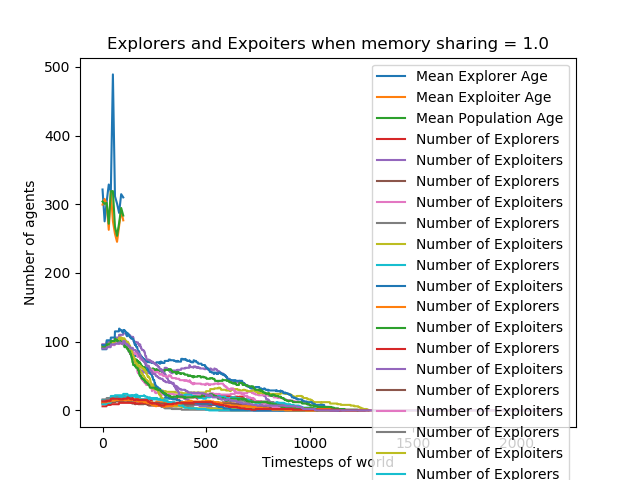 Explorers and Expoiters when memory sharing = 1.0
500
400
300
200
100
0
Number of agents
0
500
1000
1500
2000
Timesteps of world
Mean Explorer Age
Mean Exploiter Age
Mean Population Age
Number of Explorers
Number of Exploiters
Number of Explorers
Number of Exploiters
Number of Explorers
Number of Exploiters
Number of Explorers
Number of Exploiters
Number of Explorers
Number of Exploiters
Number of Explorers
Number of Exploiters
Number of Explorers
Number of Exploiters
Number of Explorers
Number of Exploiters
Number of Explorers